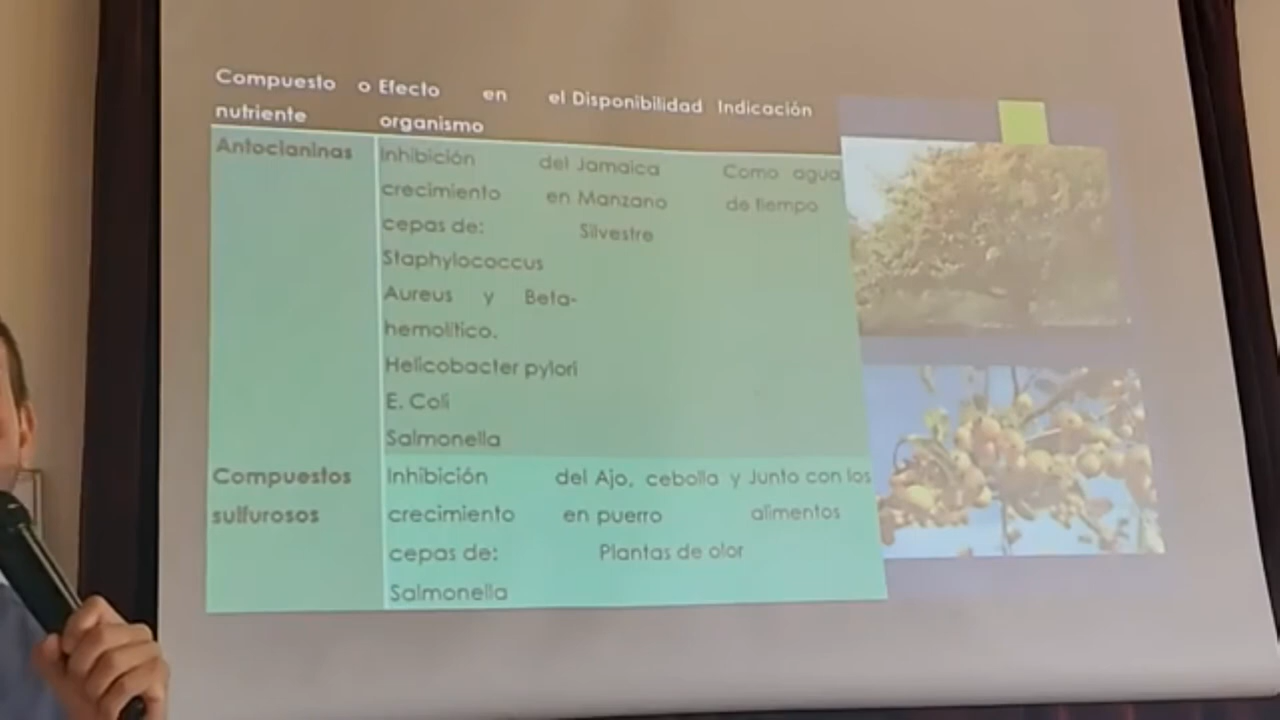 Compuesto o Efecto en el Disponibilidad Indicación
nutriente organismo
Antocianinas Inhibición del Jamaica Como agua
crecimiento en Manzano de tiempo
cepas de: Silvestre
Staphylococcus
Aureus y Beta-
hemolítico.
Helicobacter pylori
E. Coli
Salmonella
Compuestos Inhibición del Ajo, cebolla y Junto con los
sulfurosos crecimiento en puerro alimentos
cepas de: Plantas de olor
Salmonella